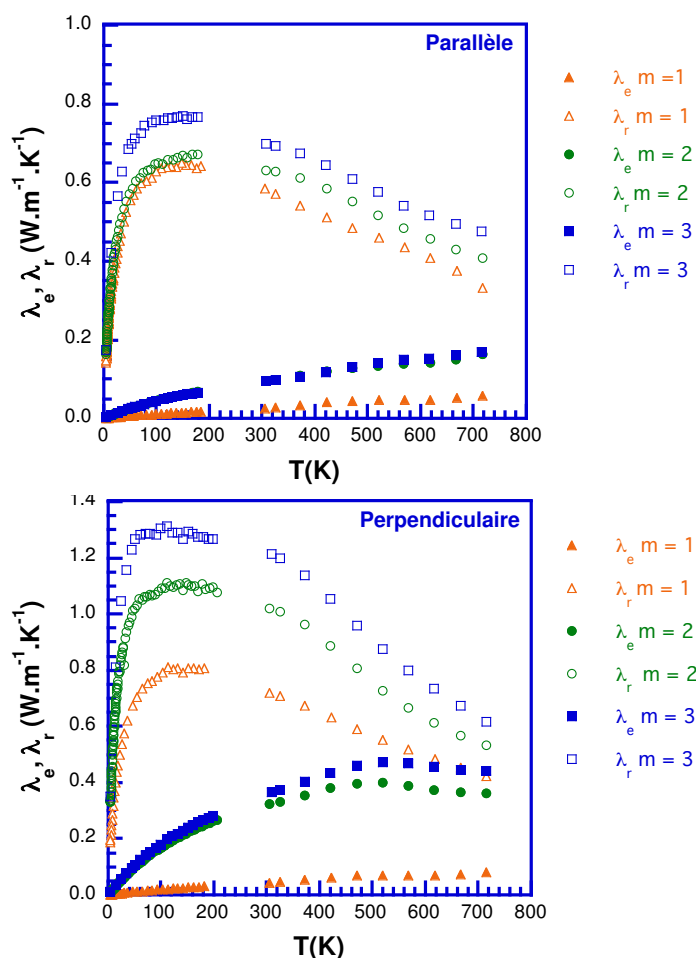 Parallèle
λe, λr (W.m-1.K-1)
1.0
0.8
0.6
0.4
0.2
0.0
0 100 200 300 400 500 600 700 800
T(K)
λe m =1
λr m = 1
λe m = 2
λr m = 2
λe m = 3
λr m = 3
Perpendiculaire
λe, λr (W.m-1.K-1)
1.4
1.2
1.0
0.8
0.6
0.4
0.2
0.0
0 100 200 300 400 500 600 700 800
T(K)
λe m = 1
λr m = 1
λe m = 2
λr m = 2
λe m = 3
λr m = 3